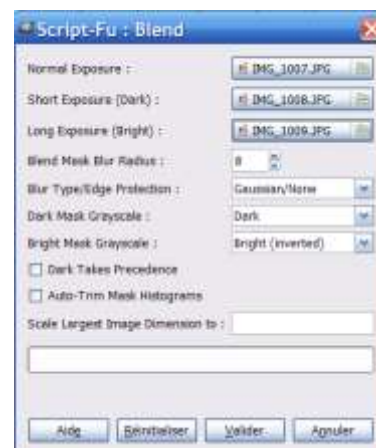 Script-Fu : Blend
Normal Exposure :
IMG_1007.JPG
Short Exposure (Dark) :
IMG_1008.JPG
Long Exposure (Bright) :
IMG_1009.JPG
Blend Mask Blur Radius :
8
Blur Type/Edge Protection :
Gaussian/None
Dark Mask Grayscale :
Dark
Bright Mask Grayscale :
Bright (inverted)
Dark Takes Precedence
Auto-Trim Mask Histograms
Scale Largest Image Dimension to :
Aide
Réinitialiser
Valider
Annuler